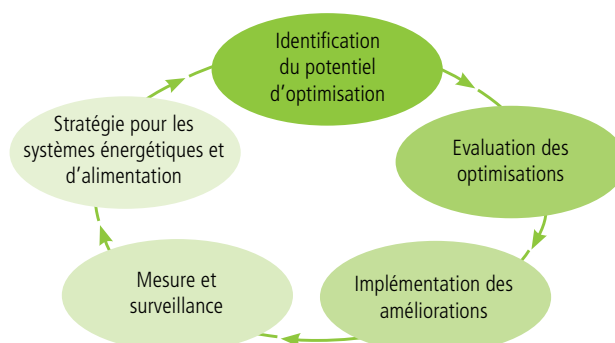 Identification
du potentiel
d'optimisation
Stratégie pour les
systèmes énergétiques et
d'alimentation
Evaluation des
optimisations
Mesure et
surveillance
Implémentation des
améliorations